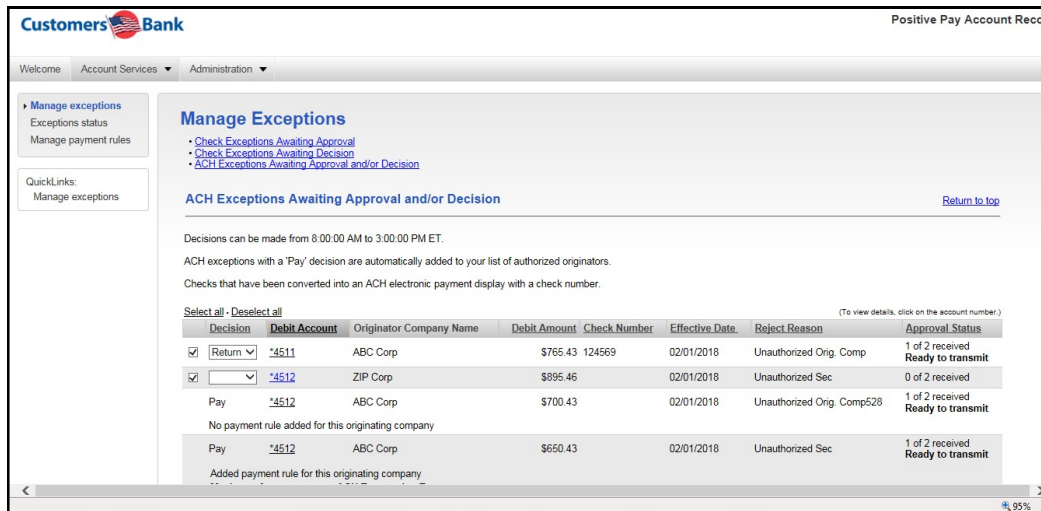 Customers Bank
Positive Pay Account Reco
Welcome Account Services Administration
Manage exceptions
Exceptions status
Manage payment rules
QuickLinks:
Manage exceptions
Manage Exceptions
• Check Exceptions Awaiting Approval
• Check Exceptions Awaiting Decision
• ACH Exceptions Awaiting Approval and/or Decision
ACH Exceptions Awaiting Approval and/or Decision Return to top
Decisions can be made from 8:00:00 AM to 3:00:00 PM ET.
ACH exceptions with a 'Pay' decision are automatically added to your list of authorized originators.
Checks that have been converted into an ACH electronic payment display with a check number.
Select all - Deselect all (To view details, click on the account number.)
Decision Debit Account Originator Company Name Debit Amount Check Number Effective Date Reject Reason Approval Status
Return *4511 ABC Corp $765.43 124569 02/01/2018 Unauthorized Orig. Comp 1 of 2 received
Ready to transmit
*4512 ZIP Corp $895.46 02/01/2018 Unauthorized Sec 0 of 2 received
Pay *4512 ABC Corp $700.43 02/01/2018 Unauthorized Orig. Comp528 1 of 2 received
Ready to transmit
No payment rule added for this originating company
Pay *4512 ABC Corp $650.43 02/01/2018 Unauthorized Sec 1 of 2 received
Ready to transmit
Added payment rule for this originating company
95%